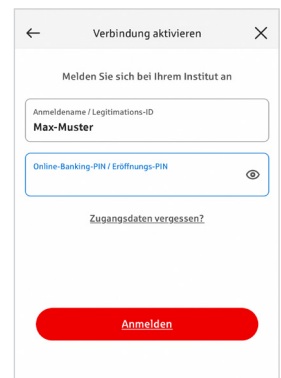 Verbindung aktivieren
Melden Sie sich bei Ihrem Institut an
Anmeldename / Legitimations-ID
Max-Muster
Online-Banking-PIN / Eröffnungs-PIN
Zugangsdaten vergessen?
Anmelden